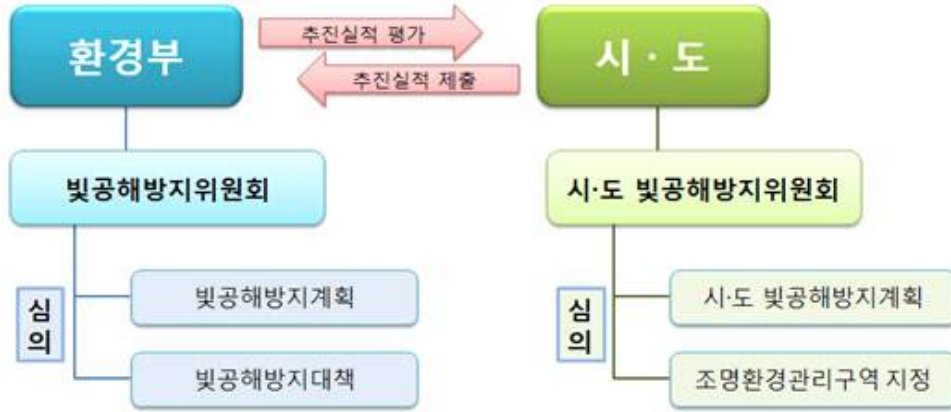 환경부
추진실적 평가
추진실적 제출
시 · 도
빛공해방지위원회
시·도 빛공해방지위원회
심의
빛공해방지계획
빛공해방지대책
심의
시·도 빛공해방지계획
조명환경관리구역 지정